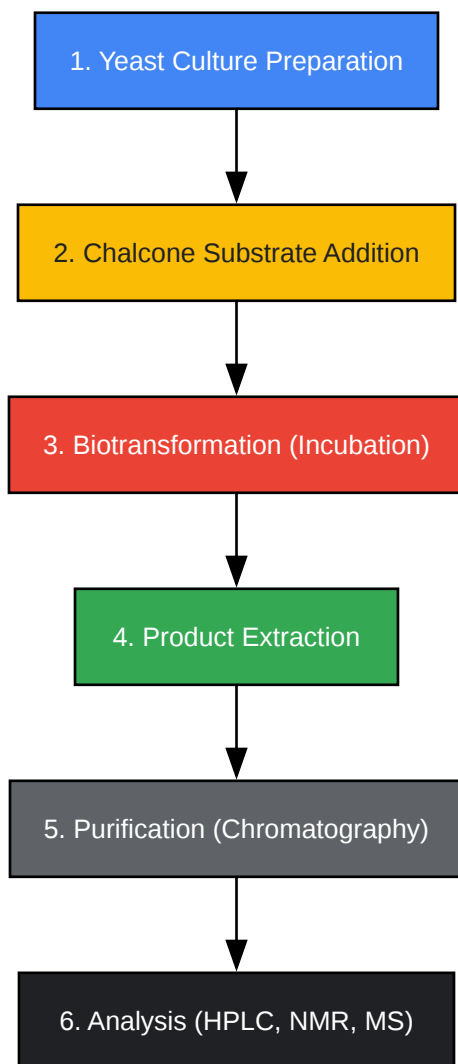 1. Yeast Culture Preparation
2. Chalcone Substrate Addition
3. Biotransformation (Incubation)
4. Product Extraction
5. Purification (Chromatography)
6. Analysis (HPLC, NMR, MS)